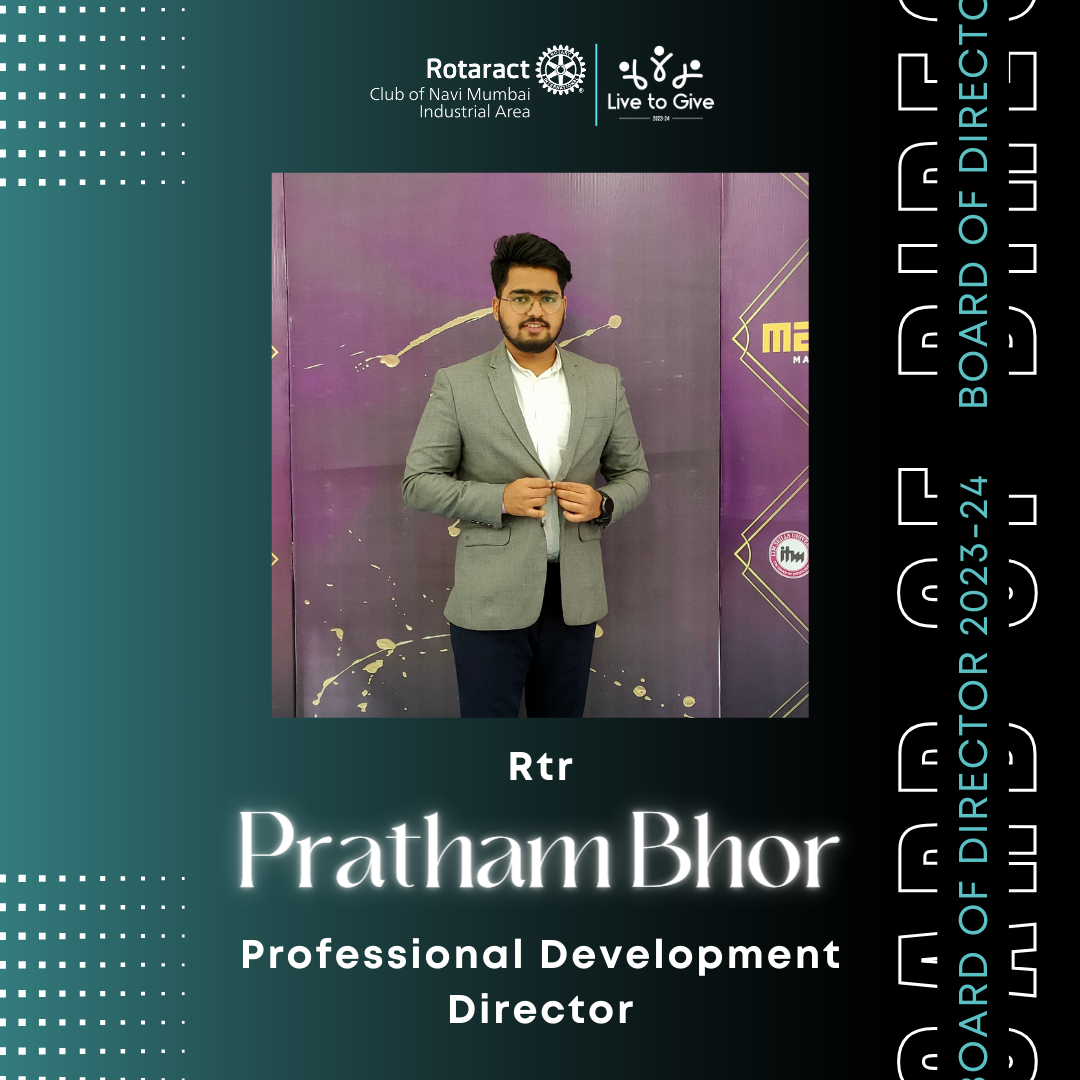 Rotaract
Club of Navi Mumbai
Industrial Area
Live to Give
2023-24
itm
Rtr
Pratham Bhor
Professional Development
Director
BOARD OF DIRECTOR 2023-24
BOARD OF DIRECTO